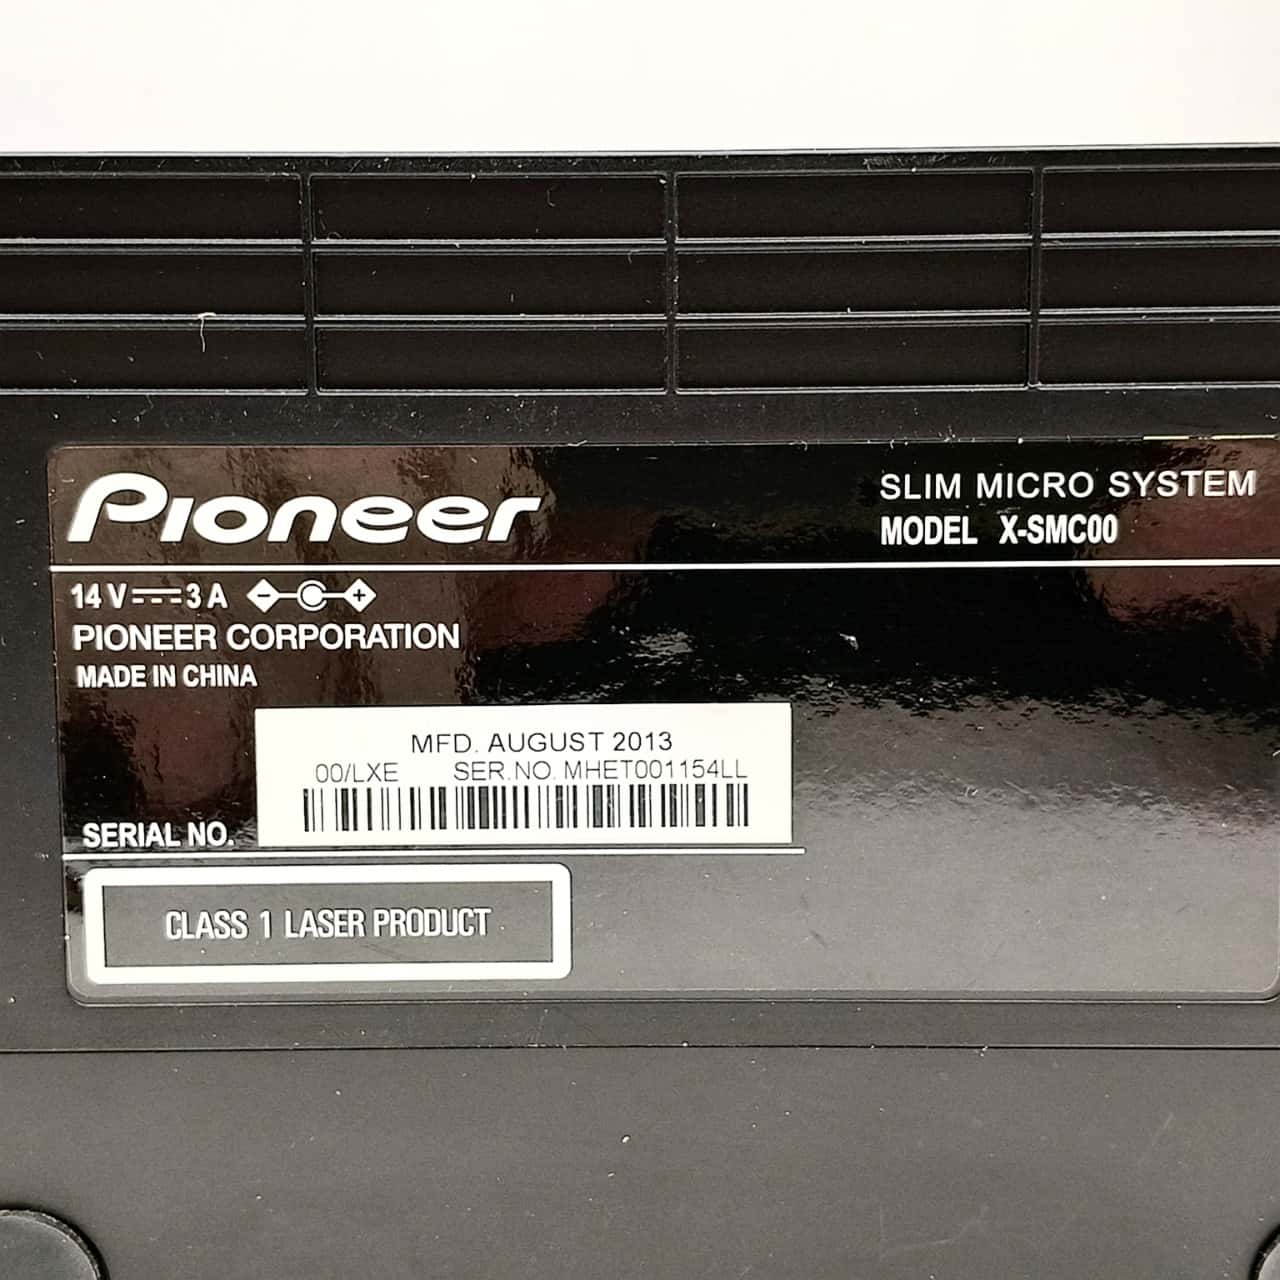 Pioneer
SLIM MICRO SYSTEM
MODEL X-SMC00
14 V⎓3 A - +
PIONEER CORPORATION
MADE IN CHINA
MFD. AUGUST 2013
00/LXE SER.NO. MHET001154LL
SERIAL NO.
CLASS 1 LASER PRODUCT